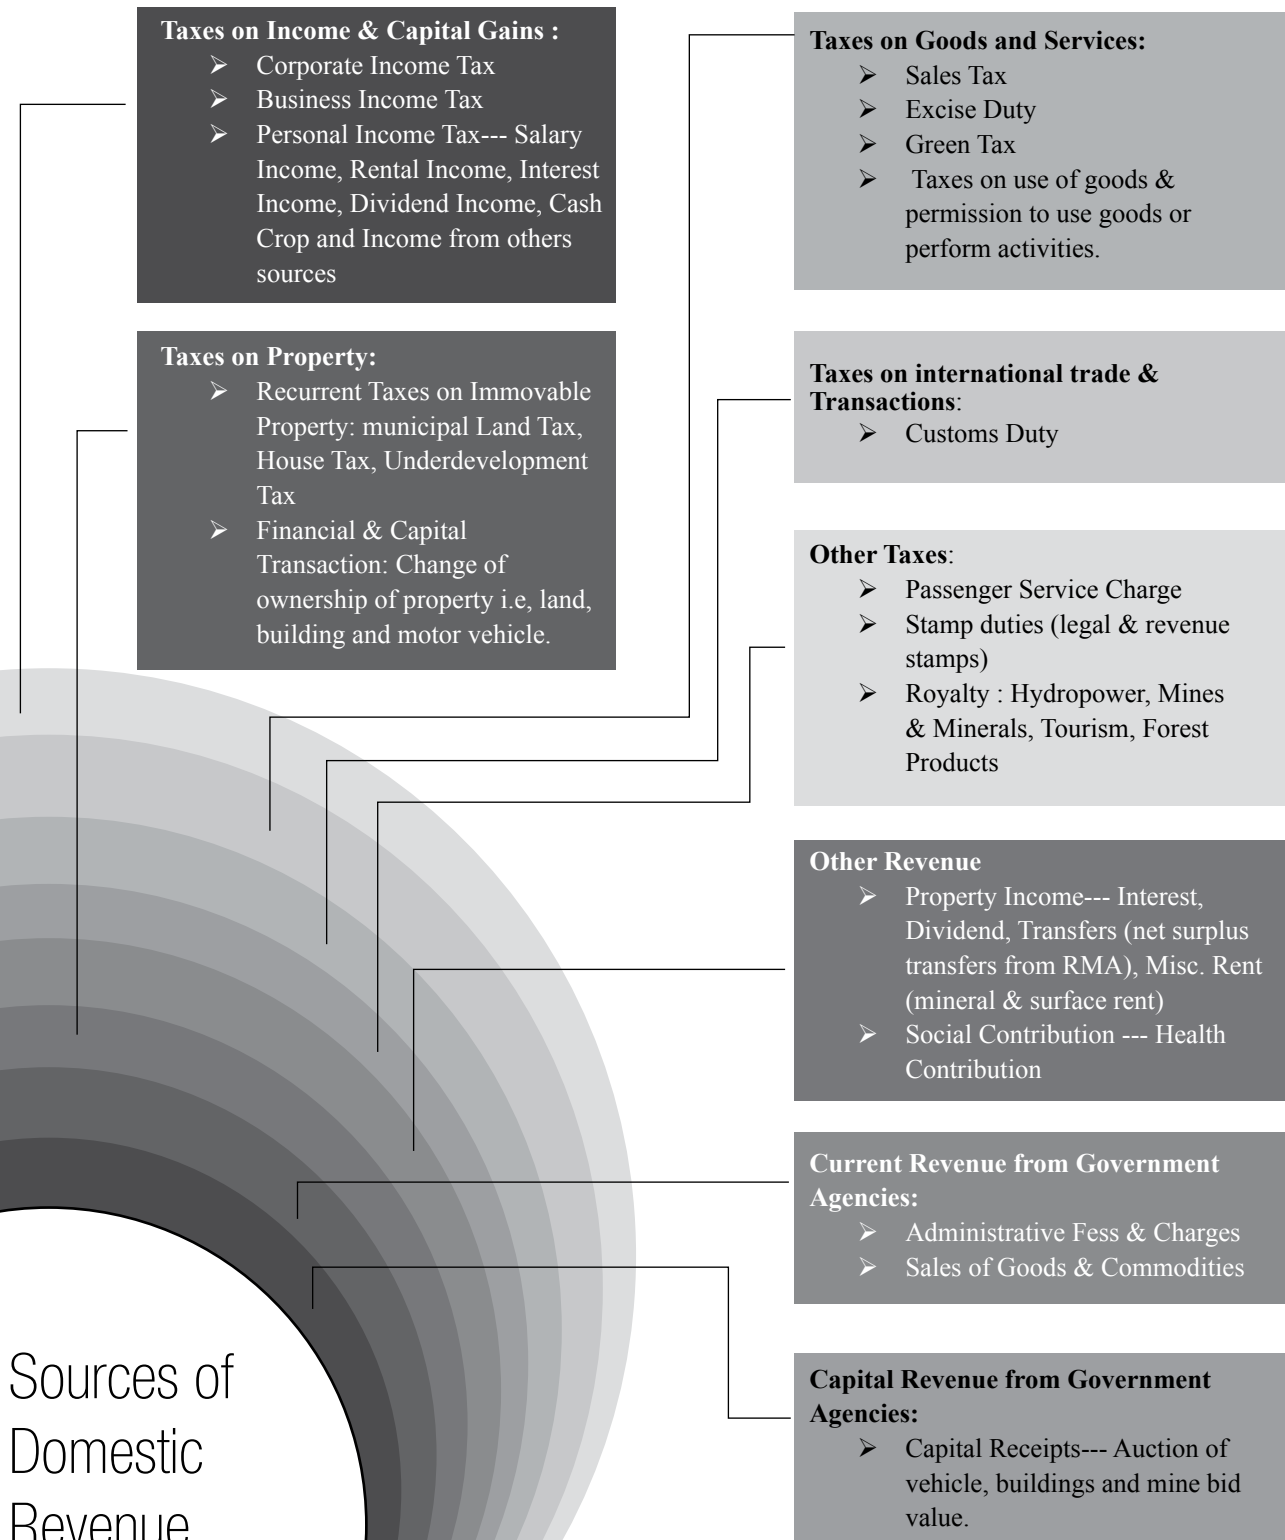 Taxes on Income & Capital Gains :
➢ Corporate Income Tax
➢ Business Income Tax
➢ Personal Income Tax--- Salary
Income, Rental Income, Interest
Income, Dividend Income, Cash
Crop and Income from others
sources
Taxes on Property:
➢ Recurrent Taxes on Immovable
Property: municipal Land Tax,
House Tax, Underdevelopment
Tax
➢ Financial & Capital
Transaction: Change of
ownership of property i.e, land,
building and motor vehicle.
Taxes on Goods and Services:
➢ Sales Tax
➢ Excise Duty
➢ Green Tax
➢ Taxes on use of goods &
permission to use goods or
perform activities.
Taxes on international trade &
Transactions:
➢ Customs Duty
Other Taxes:
➢ Passenger Service Charge
➢ Stamp duties (legal & revenue
stamps)
➢ Royalty : Hydropower, Mines
& Minerals, Tourism, Forest
Products
Other Revenue
➢ Property Income--- Interest,
Dividend, Transfers (net surplus
transfers from RMA), Misc. Rent
(mineral & surface rent)
➢ Social Contribution --- Health
Contribution
Current Revenue from Government
Agencies:
➢ Administrative Fess & Charges
➢ Sales of Goods & Commodities
Capital Revenue from Government
Agencies:
➢ Capital Receipts--- Auction of
vehicle, buildings and mine bid
value.
Sources of
Domestic
Revenue